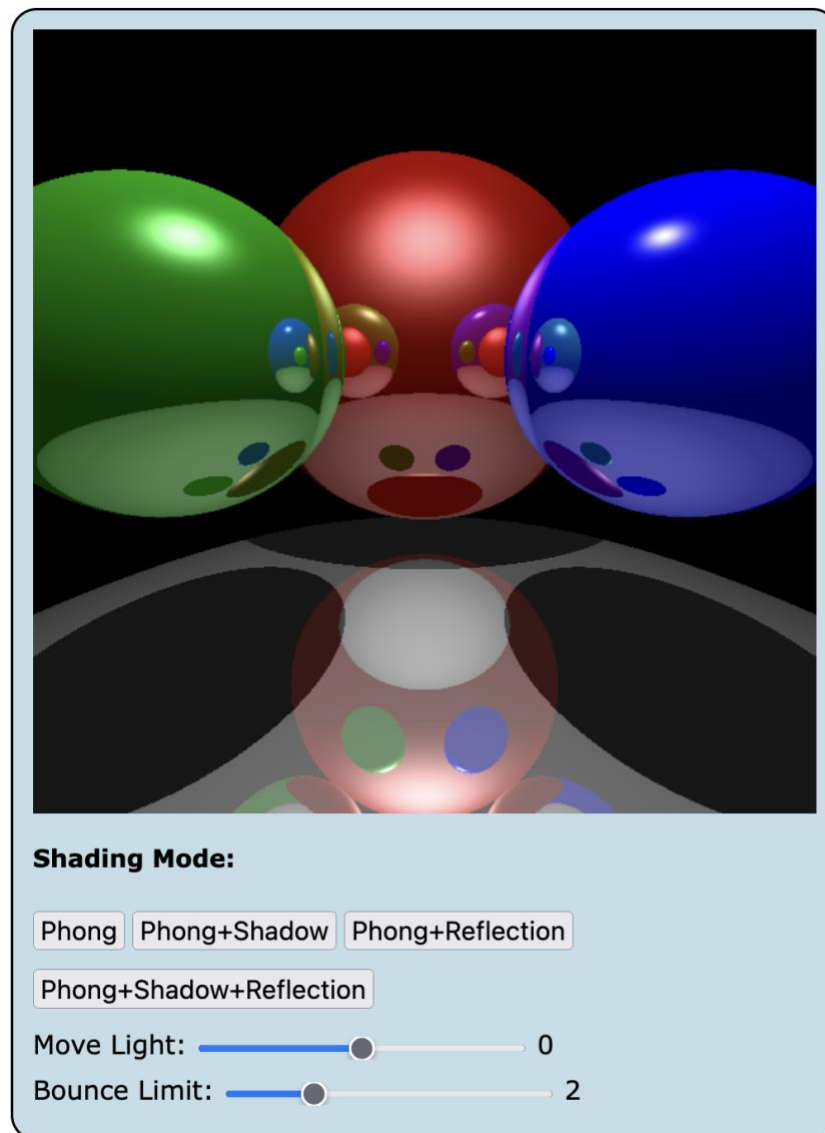 Shading Mode:
Phong Phong+Shadow Phong+Reflection
Phong+Shadow+Reflection
Move Light: 0
Bounce Limit: 2